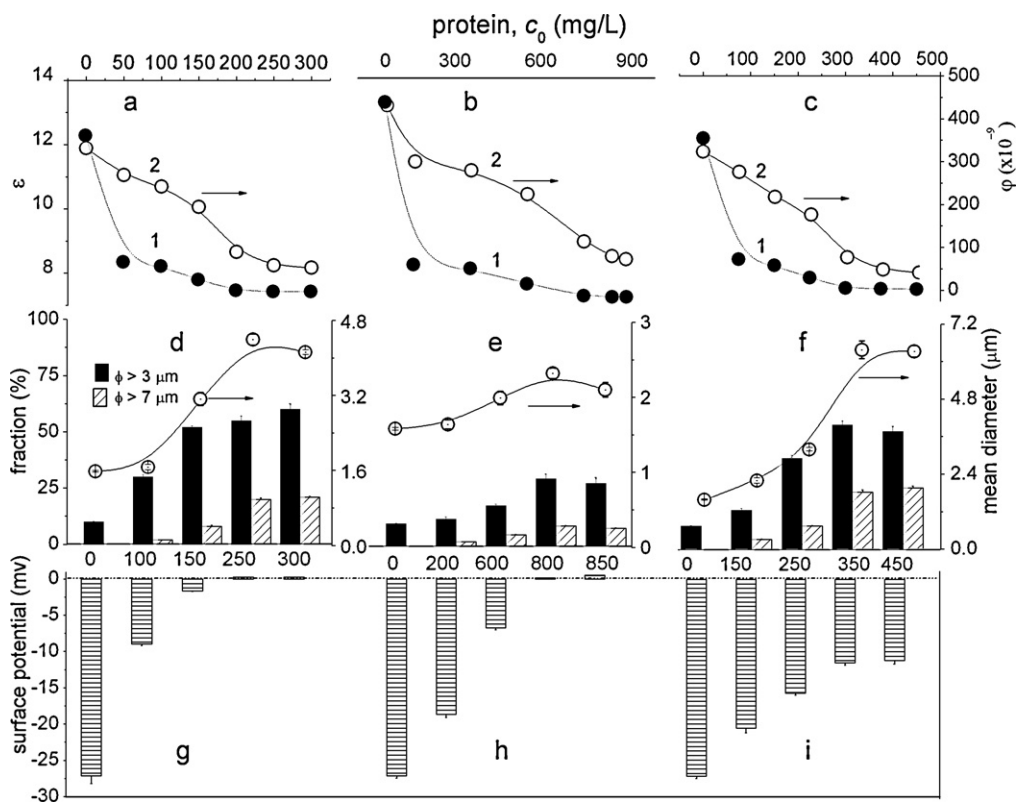 protein, c₀ (mg/L)
0 50 100 150 200 250 300
0 300 600 900
0 100 200 300 400 500
14 12 10 8
ε
a
2
1
b
2
1
c
2
1
500 400 300 200 100 0
φ (x10⁻⁹)
100 75 50 25 0
fraction (%)
d
ϕ > 3 μm
ϕ > 7 μm
4.8 3.2 1.6 0.0
e
3 2 1 0
f
7.2 4.8 2.4 0.0
mean diameter (μm)
0 100 150 250 300
0 200 600 800 850
0 150 250 350 450
0 -5 -10 -15 -20 -25 -30
surface potential (mv)
g
h
i